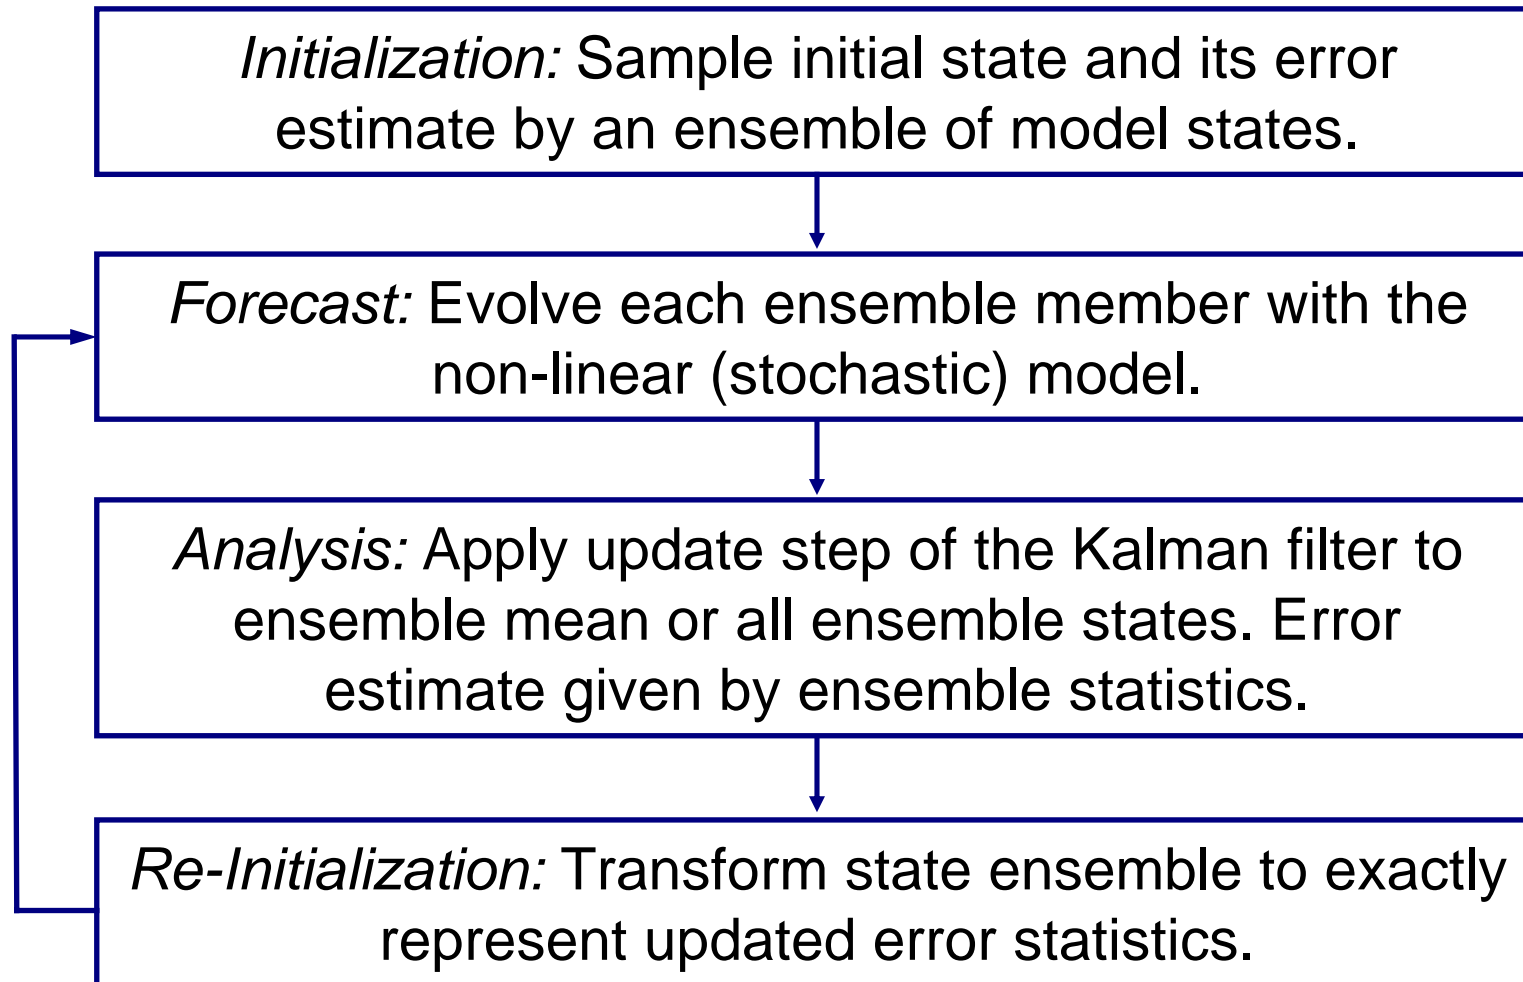 Initialization: Sample initial state and its error
estimate by an ensemble of model states.
Forecast: Evolve each ensemble member with the
non-linear (stochastic) model.
Analysis: Apply update step of the Kalman filter to
ensemble mean or all ensemble states. Error
estimate given by ensemble statistics.
Re-Initialization: Transform state ensemble to exactly
represent updated error statistics.